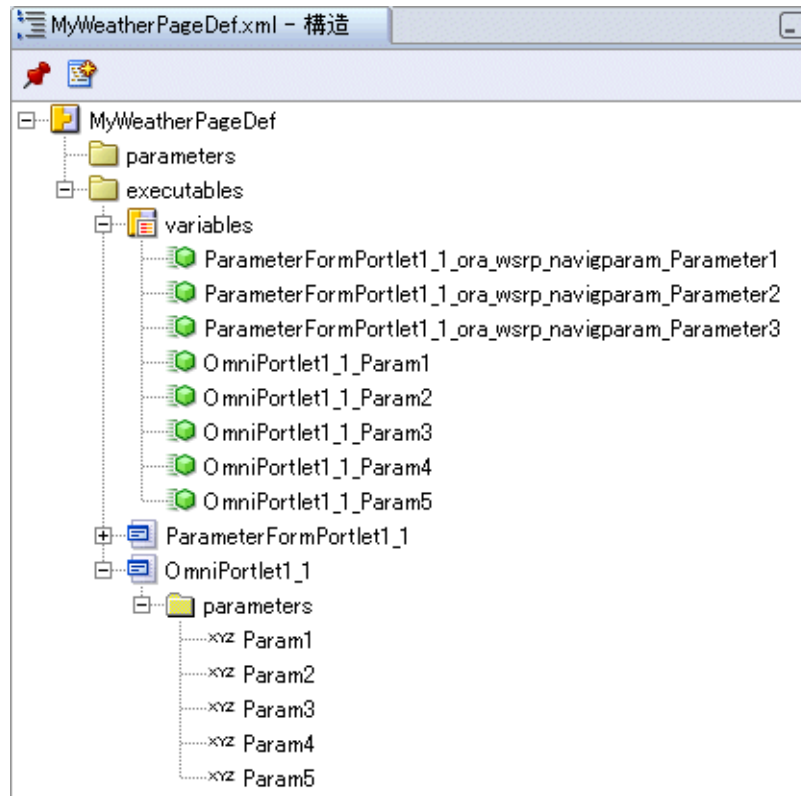 MyWeatherPageDef.xml - 構造
MyWeatherPageDef
parameters
executables
variables
ParameterFormPortlet1_1_ora_wsrp_navigparam_Parameter1
ParameterFormPortlet1_1_ora_wsrp_navigparam_Parameter2
ParameterFormPortlet1_1_ora_wsrp_navigparam_Parameter3
OmniPortlet1_1_Param1
OmniPortlet1_1_Param2
OmniPortlet1_1_Param3
OmniPortlet1_1_Param4
OmniPortlet1_1_Param5
ParameterFormPortlet1_1
OmniPortlet1_1
parameters
XYZ Param1
XYZ Param2
XYZ Param3
XYZ Param4
XYZ Param5